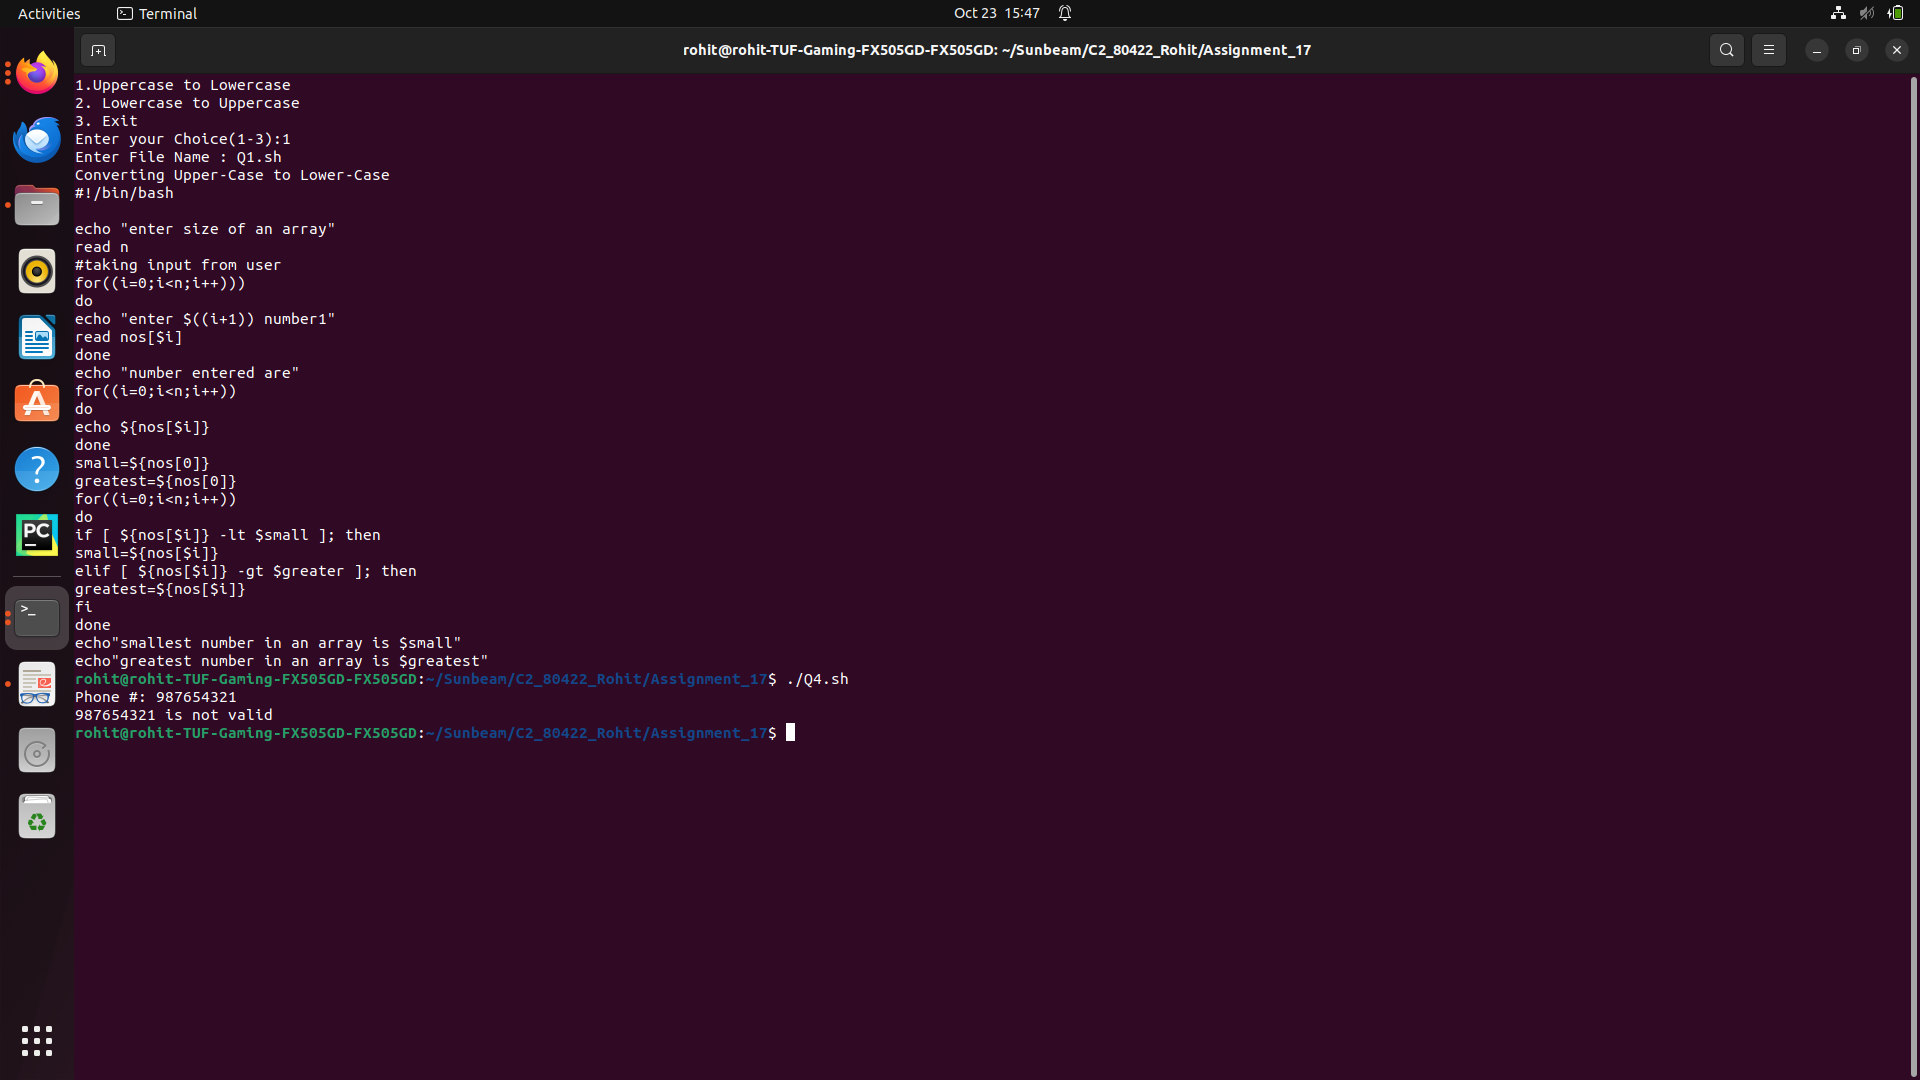 Activities
Terminal
Oct 23 15:47
rohit@rohit-TUF-Gaming-FX505GD-FX505GD: ~/Sunbeam/C2_80422_Rohit/Assignment_17
1.Uppercase to Lowercase
2. Lowercase to Uppercase
3. Exit
Enter your Choice(1-3):1
Enter File Name : Q1.sh
Converting Upper-Case to Lower-Case
#!/bin/bash

echo "enter size of an array"
read n
#taking input from user
for((i=0;i<n;i++)))
do
echo "enter $((i+1)) number1"
read nos[$i]
done
echo "number entered are"
for((i=0;i<n;i++))
do
echo ${nos[$i]}
done
small=${nos[0]}
greatest=${nos[0]}
for((i=0;i<n;i++))
do
if [ ${nos[$i]} -lt $small ]; then
small=${nos[$i]}
elif [ ${nos[$i]} -gt $greater ]; then
greatest=${nos[$i]}
fi
done
echo"smallest number in an array is $small"
echo"greatest number in an array is $greatest"
rohit@rohit-TUF-Gaming-FX505GD-FX505GD:~/Sunbeam/C2_80422_Rohit/Assignment_17$ ./Q4.sh
Phone #: 987654321
987654321 is not valid
rohit@rohit-TUF-Gaming-FX505GD-FX505GD:~/Sunbeam/C2_80422_Rohit/Assignment_17$
PC
>_